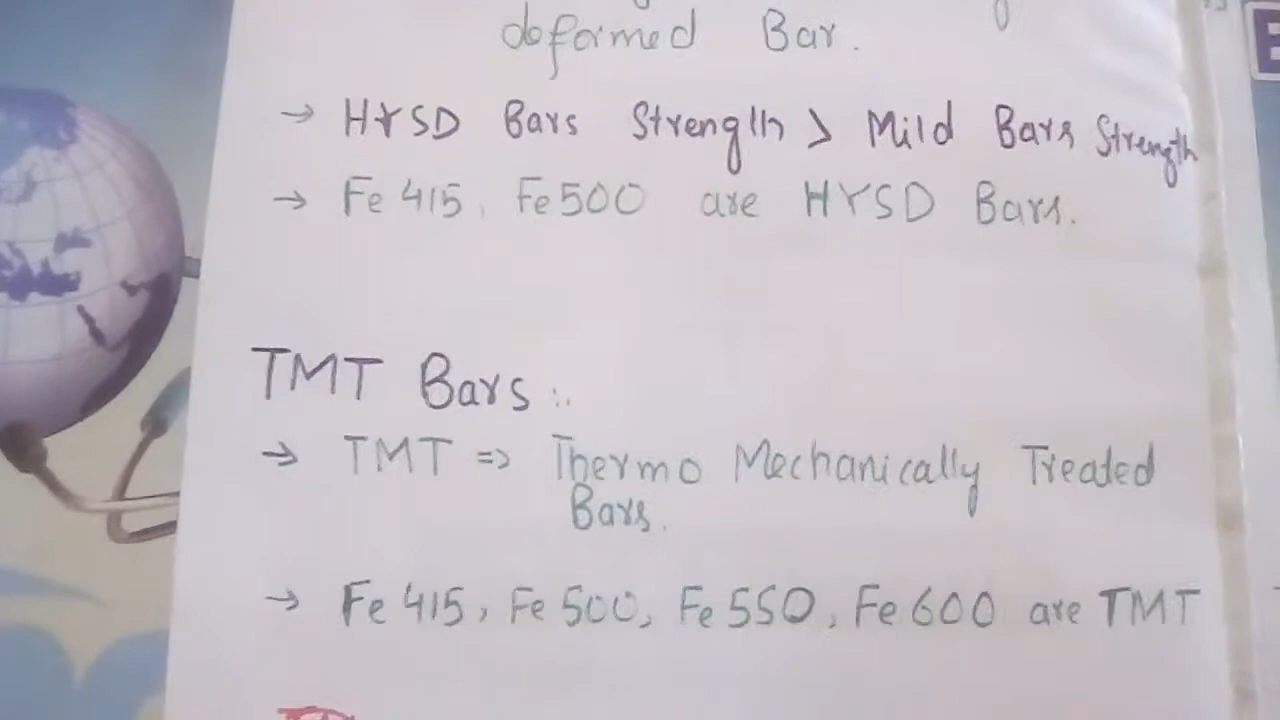 deformed Bar.
→ HYSD Bars Strength > Mild Bars Strength
→ Fe 415, Fe 500 are HYSD Bars.
TMT Bars :.
→ TMT => Thermo Mechanically Treated
Bars.
→ Fe 415, Fe 500, Fe 550, Fe 600 are TMT